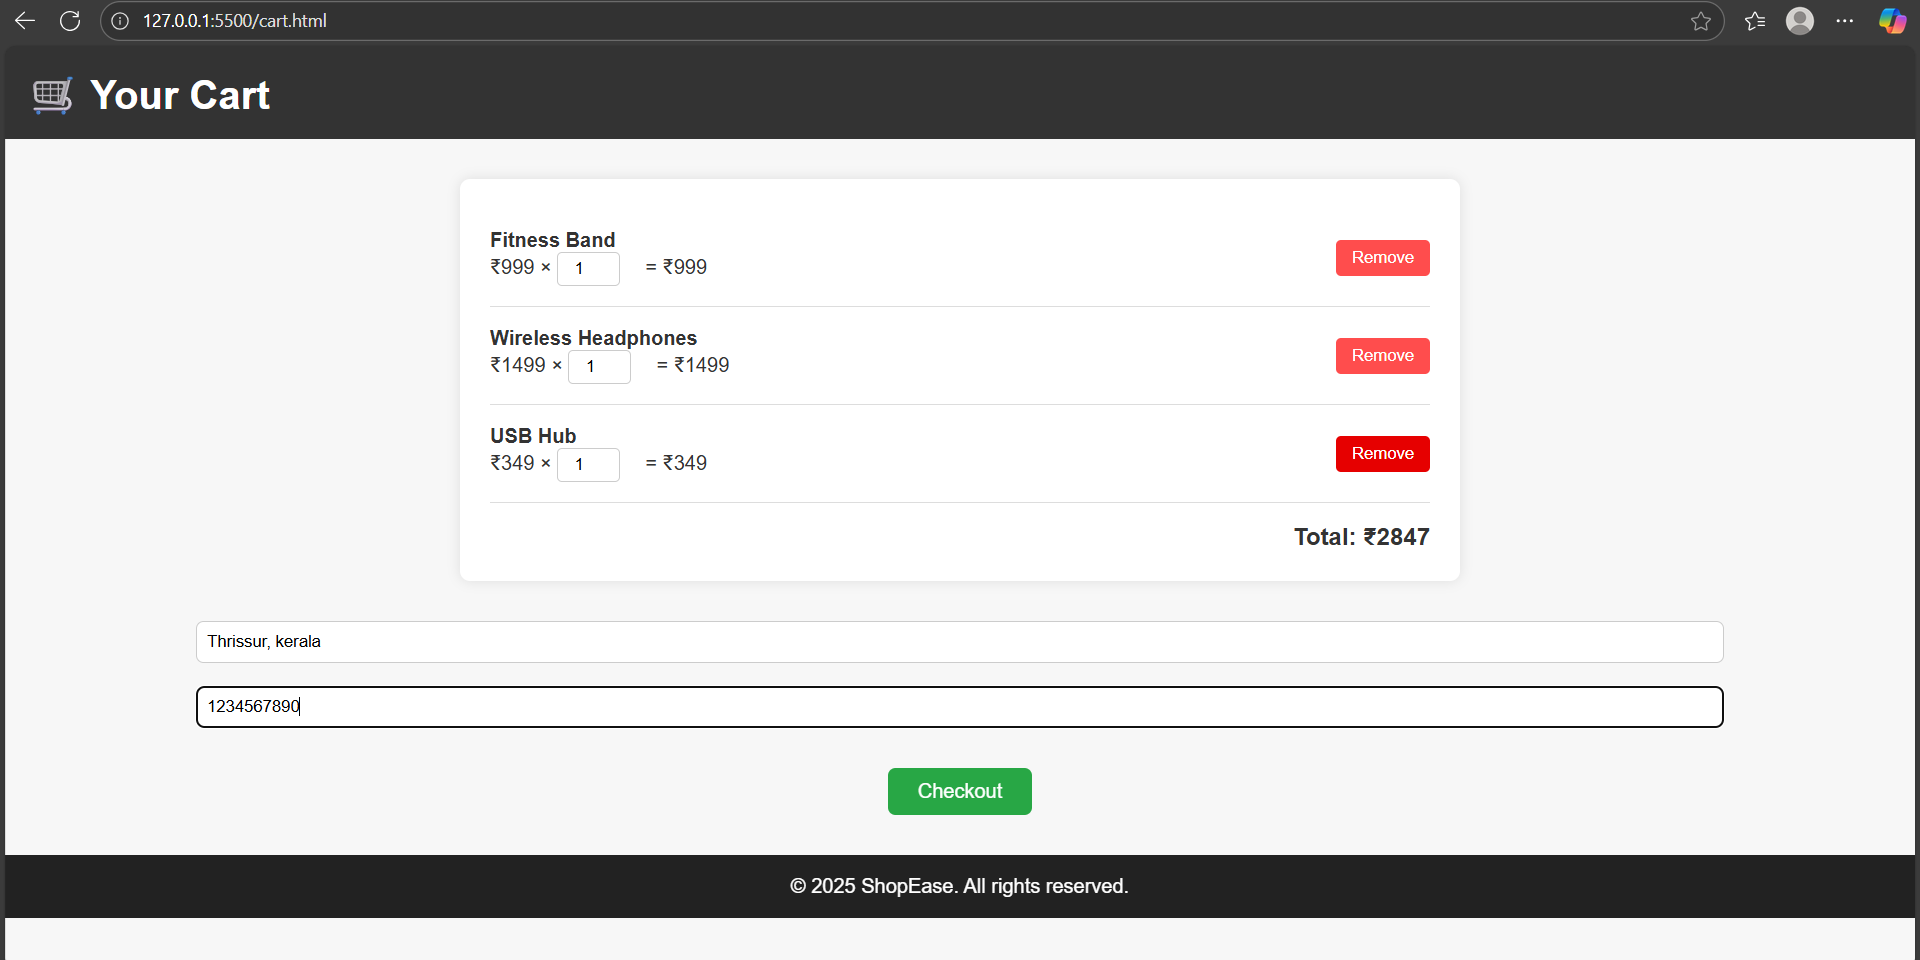 127.0.0.1:5500/cart.html
Your Cart
Fitness Band
₹999 × 1 = ₹999
Remove
Wireless Headphones
₹1499 × 1 = ₹1499
Remove
USB Hub
₹349 × 1 = ₹349
Remove
Total: ₹2847
Thrissur, kerala
1234567890
Checkout
© 2025 ShopEase. All rights reserved.